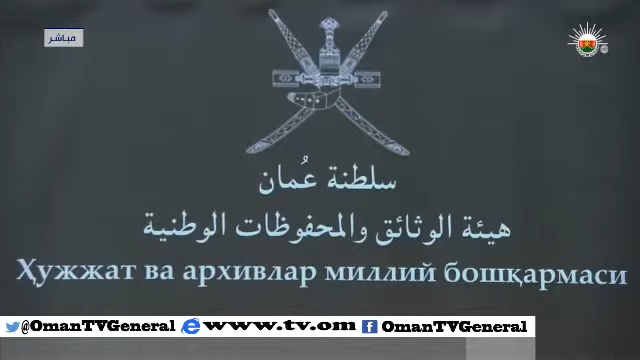 مباشر
سلطنة عُمان
هيئة الوثائق والمحفوظات الوطنية
Ҳужжат ва архивлар миллий бошқармаси
@OmanTVGeneral www.tv.om OmanTVGeneral